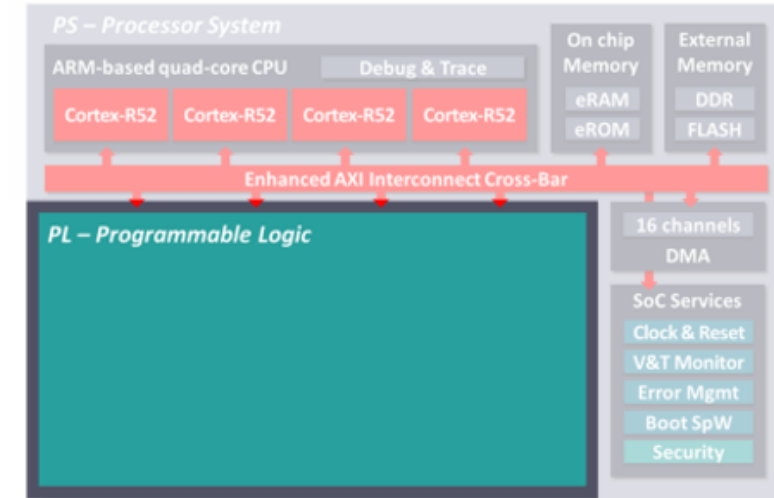 PS – Processor System
ARM-based quad-core CPU
Debug & Trace
Cortex-R52
Cortex-R52
Cortex-R52
Cortex-R52
On chip
Memory
eRAM
eROM
External
Memory
DDR
FLASH
Enhanced AXI Interconnect Cross-Bar
PL – Programmable Logic
16 channels
DMA
SoC Services
Clock & Reset
V&T Monitor
Error Mgmt
Boot SpW
Security